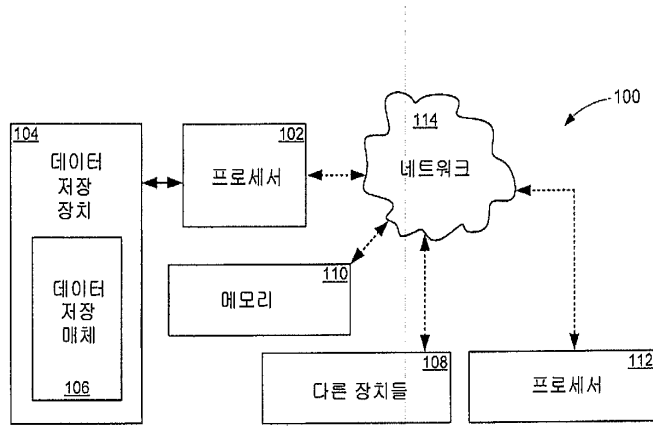 100
104
데이터
저장
장치
데이터
저장
매체
106
102
프로세서
114
네트워크
110
메모리
108
다른 장치들
112
프로세서